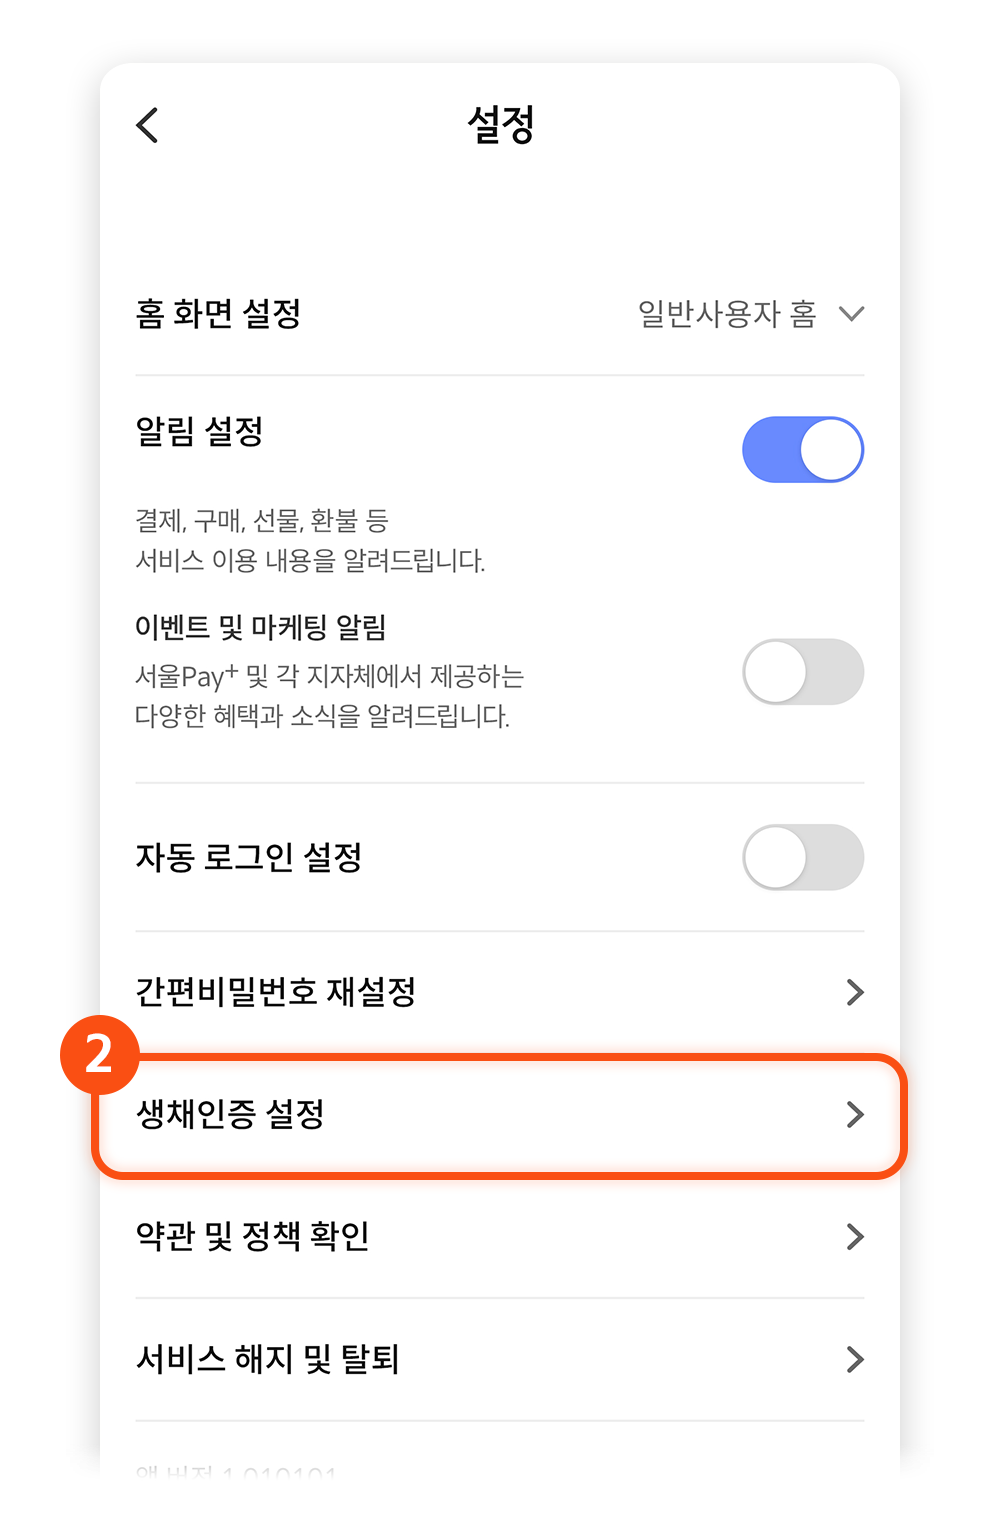 설정
홈 화면 설정
일반사용자 홈
알림 설정
결제, 구매, 선물, 환불 등
서비스 이용 내용을 알려드립니다.
이벤트 및 마케팅 알림
서울Pay+ 및 각 지자체에서 제공하는
다양한 혜택과 소식을 알려드립니다.
자동 로그인 설정
간편비밀번호 재설정
2
생채인증 설정
약관 및 정책 확인
서비스 해지 및 탈퇴
앱 버전 1.010101